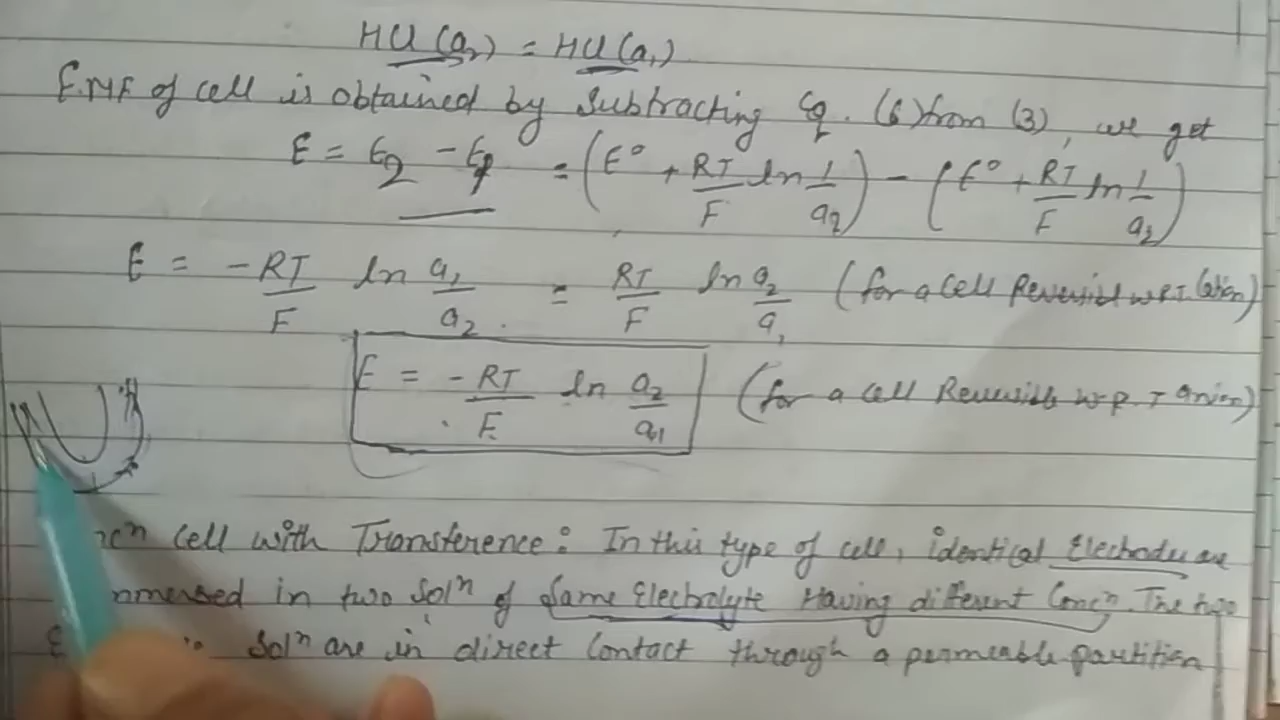 HCl (a₂) = HCl (a₁)
E.M.F of cell is obtained by subtracting Eq. (6) from (3), we get
E = E₂ - E₁ = (E° + RT/F ln 1/a₂) - (E° + RT/F ln 1/a₂)
E = -RT/F ln a₁/a₂ = RT/F ln a₂/a₁ (for a cell Reversible w.r.t. Cation)
E = -RT/F ln a₂/a₁ (for a cell Reversible w.r.t anion)
cell with Transference: In this type of cell, identical Electrodes are
in two Solⁿ of Same Electrolyte Having different Concⁿ. The two
Solⁿ are in direct Contact through a permeable partition